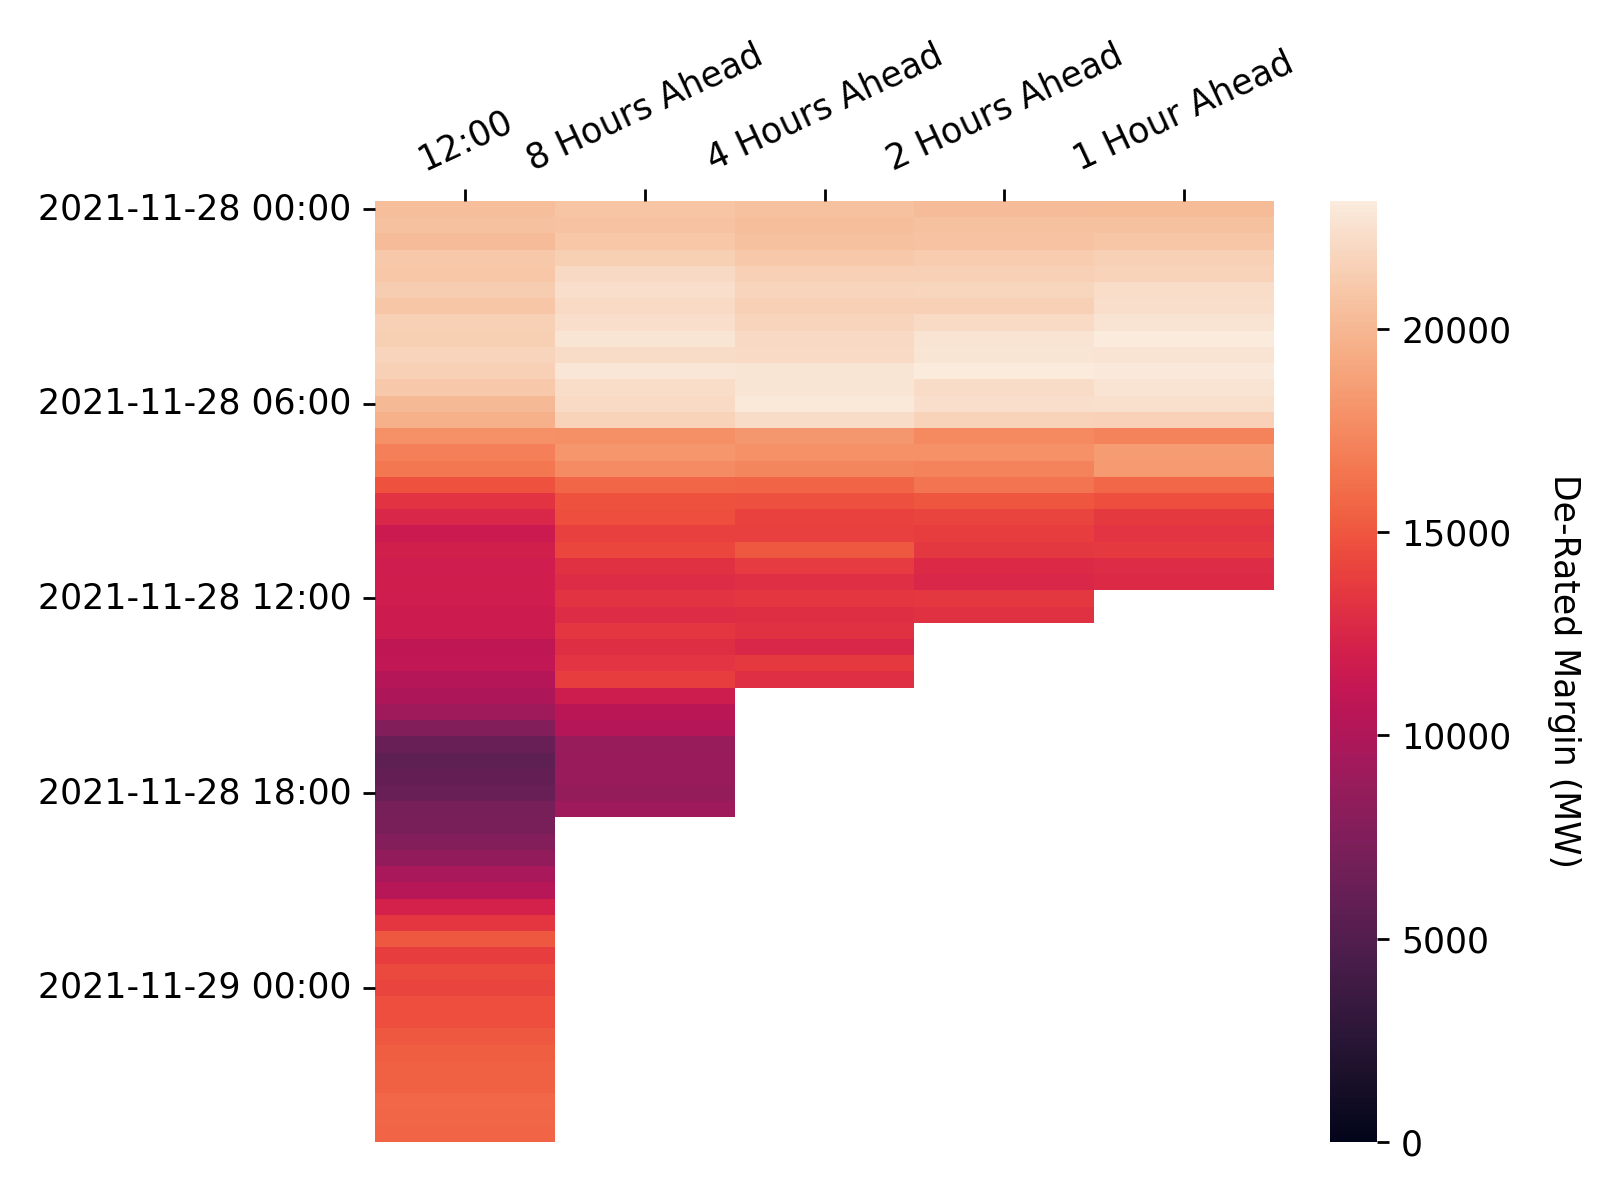 12:00
8 Hours Ahead
4 Hours Ahead
2 Hours Ahead
1 Hour Ahead
2021-11-28 00:00
2021-11-28 06:00
2021-11-28 12:00
2021-11-28 18:00
2021-11-29 00:00
20000
15000
10000
5000
0
De-Rated Margin (MW)